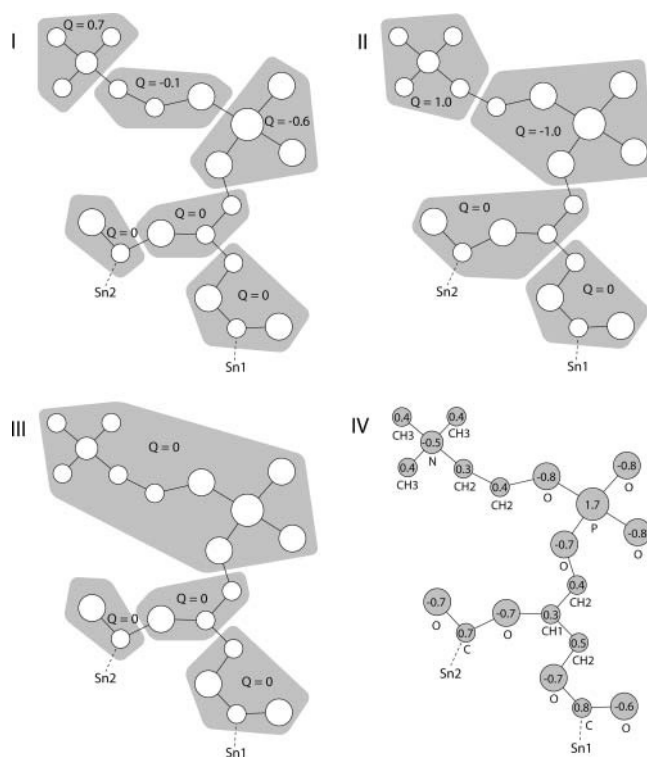 I
Q = 0.7
Q = -0.1
Q = -0.6
Q = 0
Q = 0
Sn2
Q = 0
Sn1
II
Q = 1.0
Q = -1.0
Q = 0
Sn2
Q = 0
Sn1
III
Q = 0
Q = 0
Q = 0
Sn2
Q = 0
Sn1
IV
0.4 0.4
CH3 CH3
-0.5
0.4 N 0.3
CH3 CH2
0.4 -0.8 -0.8
CH2 O O
1.7
P
-0.8
O
-0.7
O
0.4
CH2
-0.7 -0.7 0.3
O O CH1
0.7 C
Sn2
0.5
CH2
-0.7
O
0.8 -0.6
C O
Sn1